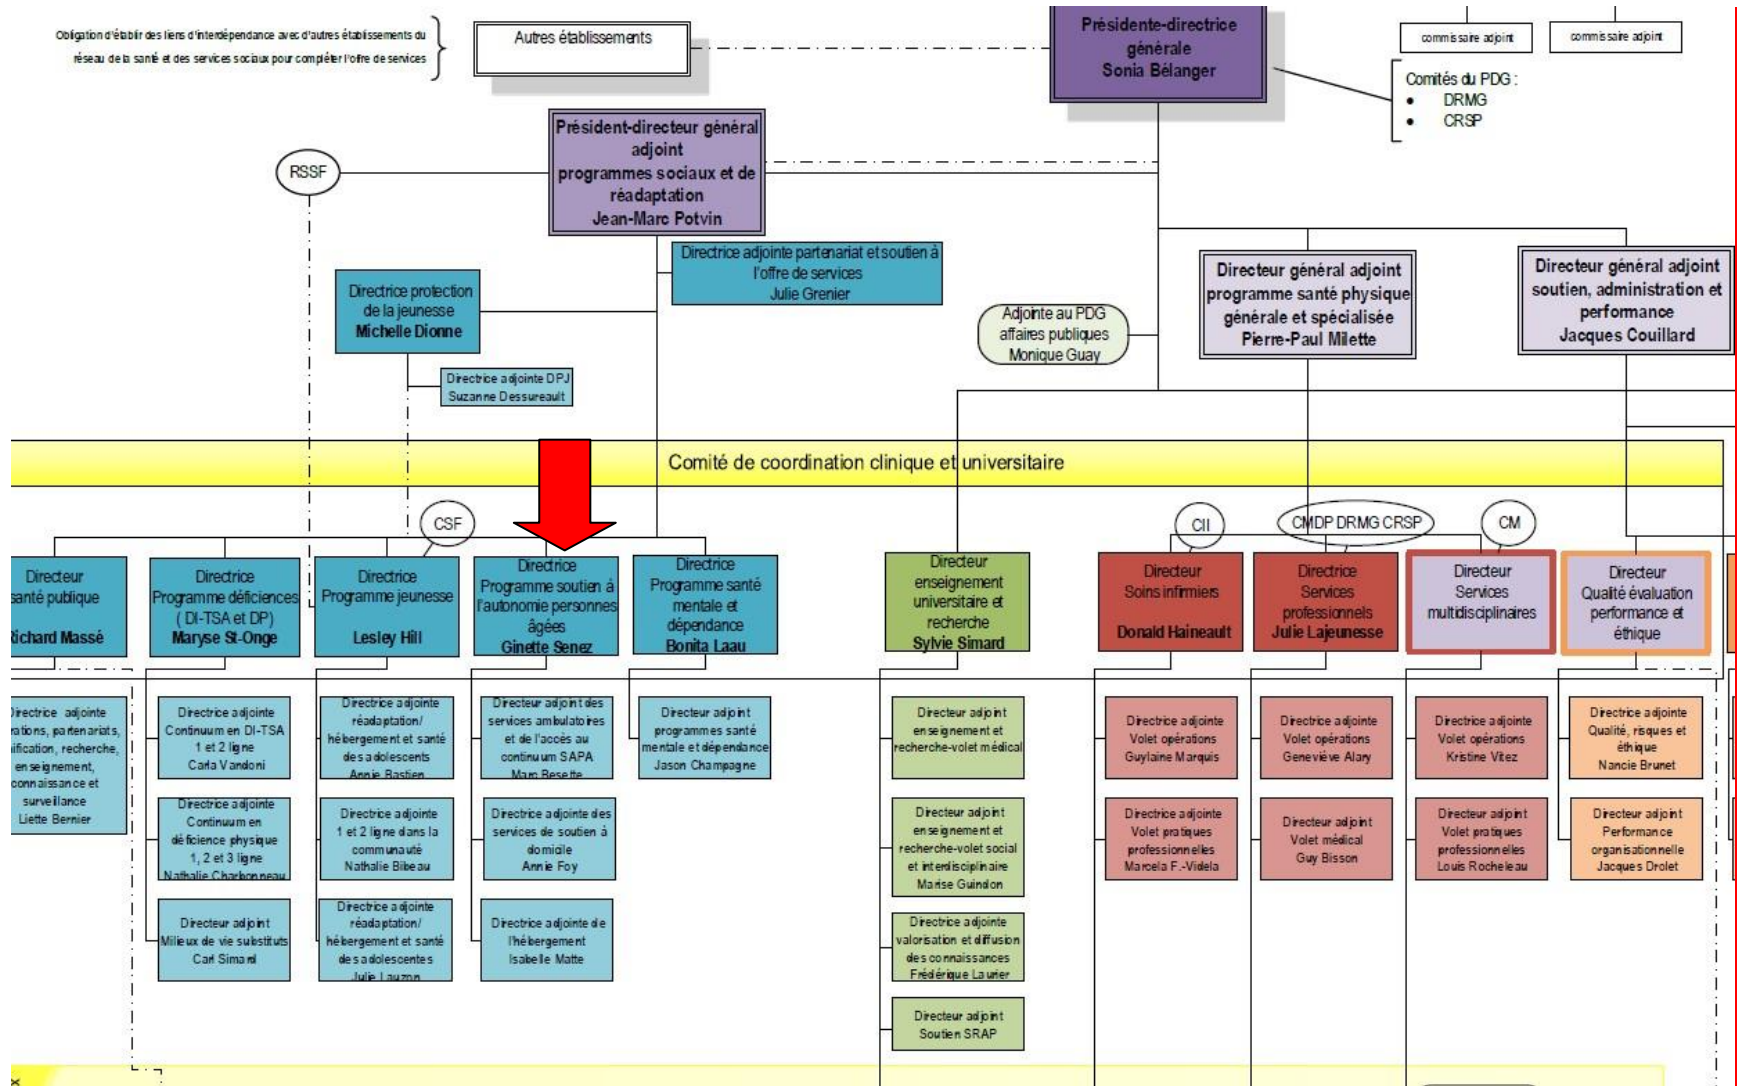 Obligation d'établir des liens d'interdépendance avec d'autres établissements du
réseau de la santé et des services sociaux pour compléter l'offre de services
Autres établissements
Présidente-directrice
générale
Sonia Bélanger
commissaire adjoint
commissaire adjoint
Comités du PDG :
• DRMG
• CRSP
Président-directeur général
adjoint
programmes sociaux et de
réadaptation
Jean-Marc Potvin
RSSF
Directrice adjointe partenariat et soutien à
l'offre de services
Julie Grenier
Directrice protection
de la jeunesse
Michelle Dionne
Directrice adjointe DPJ
Suzanne Dessureault
Adjointe au PDG
affaires publiques
Monique Guay
Directeur général adjoint
programme santé physique
générale et spécialisée
Pierre-Paul Milette
Directeur général adjoint
soutien, administration et
performance
Jacques Couillard
Comité de coordination clinique et universitaire
CSF
CII
CMDP DRMG CRSP
CM
Directeur
santé publique
Richard Massé
Directrice
Programme déficiences
( DI-TSA et DP)
Maryse St-Onge
Directrice
Programme jeunesse
Lesley Hill
Directrice
Programme soutien à
l'autonomie personnes
âgées
Ginette Senez
Directrice
Programme santé
mentale et
dépendance
Bonita Laau
Directeur
enseignement
universitaire et
recherche
Sylvie Simard
Directeur
Soins infirmiers
Donald Haineault
Directrice
Services
professionnels
Julie Lajeunesse
Directeur
Services
multidisciplinaires
Directeur
Qualité évaluation
performance et
éthique
adjointe
partenariats,
recherche,
enseignement,
connaissance et
surveillance
Liette Bernier
Directrice adjointe
Continuum en DI-TSA
1 et 2 ligne
Carla Vandoni
Directrice adjointe
Continuum en
déficience physique
1, 2 et 3 ligne
Nathalie Charbonneau
Directeur adjoint
Milieux de vie substituts
Carl Simard
Directrice adjointe
réadaptation/
hébergement et santé
des adolescents
Annie Bastien
Directrice adjointe
1 et 2 ligne dans la
communauté
Nathalie Bibeau
Directrice adjointe
réadaptation/
hébergement et santé
des adolescentes
Julie Lauzon
Directeur adjoint des
services ambulatoires
et de l'accès au
continuum SAPA
Marc Besette
Directrice adjointe des
services de soutien à
domicile
Annie Foy
Directrice adjointe de
l'hébergement
Isabelle Matte
Directeur adjoint
programmes santé
mentale et dépendance
Jason Champagne
Directeur adjoint
enseignement et
recherche-volet médical
Directeur adjoint
enseignement et
recherche-volet social
et interdisciplinaire
Marise Guindon
Directrice adjointe
valorisation et diffusion
des connaissances
Frédérique Laurier
Directeur adjoint
Soutien SRAP
Directrice adjointe
Volet opérations
Guylaine Marquis
Directrice adjointe
Volet pratiques
professionnelles
Marcela F.-Videla
Directrice adjointe
Volet opérations
Geneviève Alary
Directeur adjoint
Volet médical
Guy Bisson
Directrice adjointe
Volet opérations
Kristine Vitez
Directeur adjoint
Volet pratiques
professionnelles
Louis Rocheleau
Directrice adjointe
Qualité, risques et
éthique
Nancie Brunet
Directeur adjoint
Performance
organisationnelle
Jacques Drolet